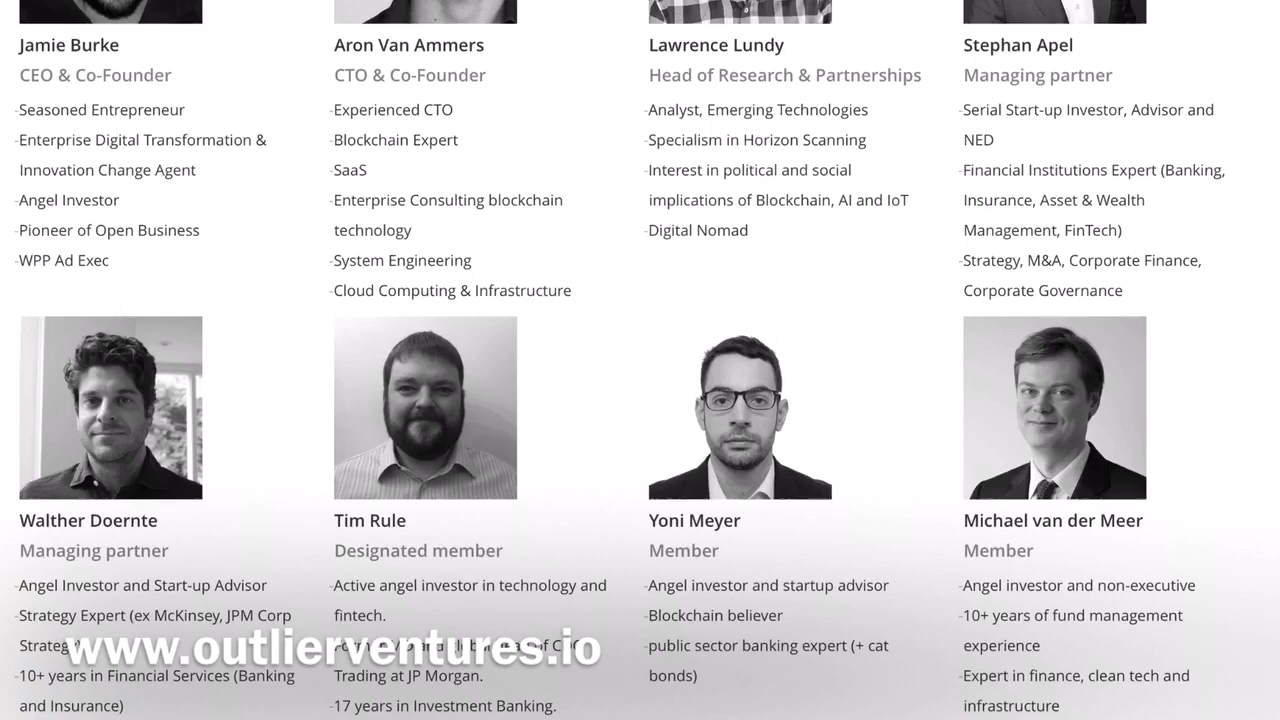 Jamie Burke
CEO & Co-Founder
-Seasoned Entrepreneur
-Enterprise Digital Transformation &
Innovation Change Agent
-Angel Investor
-Pioneer of Open Business
-WPP Ad Exec
Aron Van Ammers
CTO & Co-Founder
-Experienced CTO
-Blockchain Expert
-SaaS
-Enterprise Consulting blockchain
technology
-System Engineering
-Cloud Computing & Infrastructure
Lawrence Lundy
Head of Research & Partnerships
-Analyst, Emerging Technologies
-Specialism in Horizon Scanning
-Interest in political and social
implications of Blockchain, AI and IoT
-Digital Nomad
Stephan Apel
Managing partner
-Serial Start-up Investor, Advisor and
NED
-Financial Institutions Expert (Banking,
Insurance, Asset & Wealth
Management, FinTech)
-Strategy, M&A, Corporate Finance,
Corporate Governance
Walther Doernte
Managing partner
-Angel Investor and Start-up Advisor
-Strategy Expert (ex McKinsey, JPM Corp
-10+ years in Financial Services (Banking
and Insurance)
Tim Rule
Designated member
-Active angel investor in technology and
fintech.
Trading at JP Morgan.
-17 years in Investment Banking.
Yoni Meyer
Member
-Angel investor and startup advisor
-Blockchain believer
-public sector banking expert (+ cat
bonds)
Michael van der Meer
Member
-Angel investor and non-executive
-10+ years of fund management
experience
-Expert in finance, clean tech and
infrastructure
www.outlierventures.io